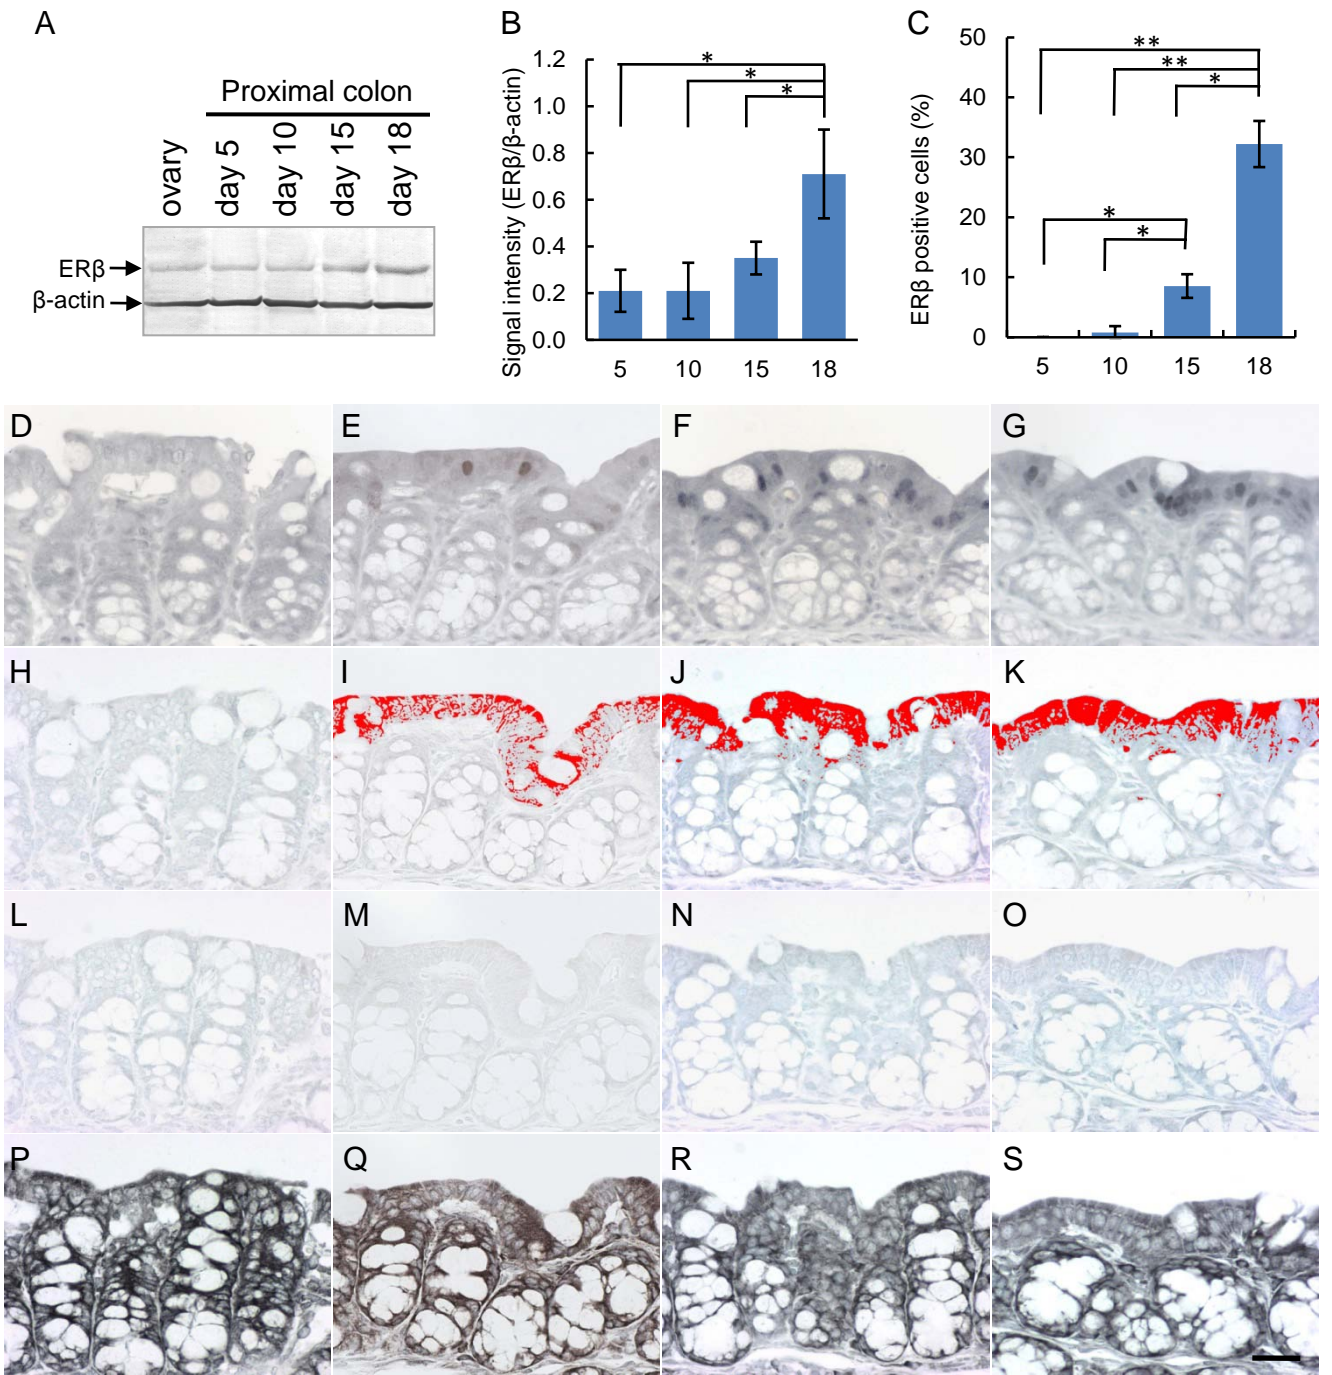 A
Proximal colon
ovary
day 5
day 10
day 15
day 18
ERβ
β-actin
B
Signal intensity (ERβ/β-actin)
1.2
1.0
0.8
0.6
0.4
0.2
0.0
*
*
*
5 10 15 18
C
ERβ positive cells (%)
50
40
30
20
10
0
**
**
*
*
*
5 10 15 18
D E F G
H I J K
L M N O
P Q R S